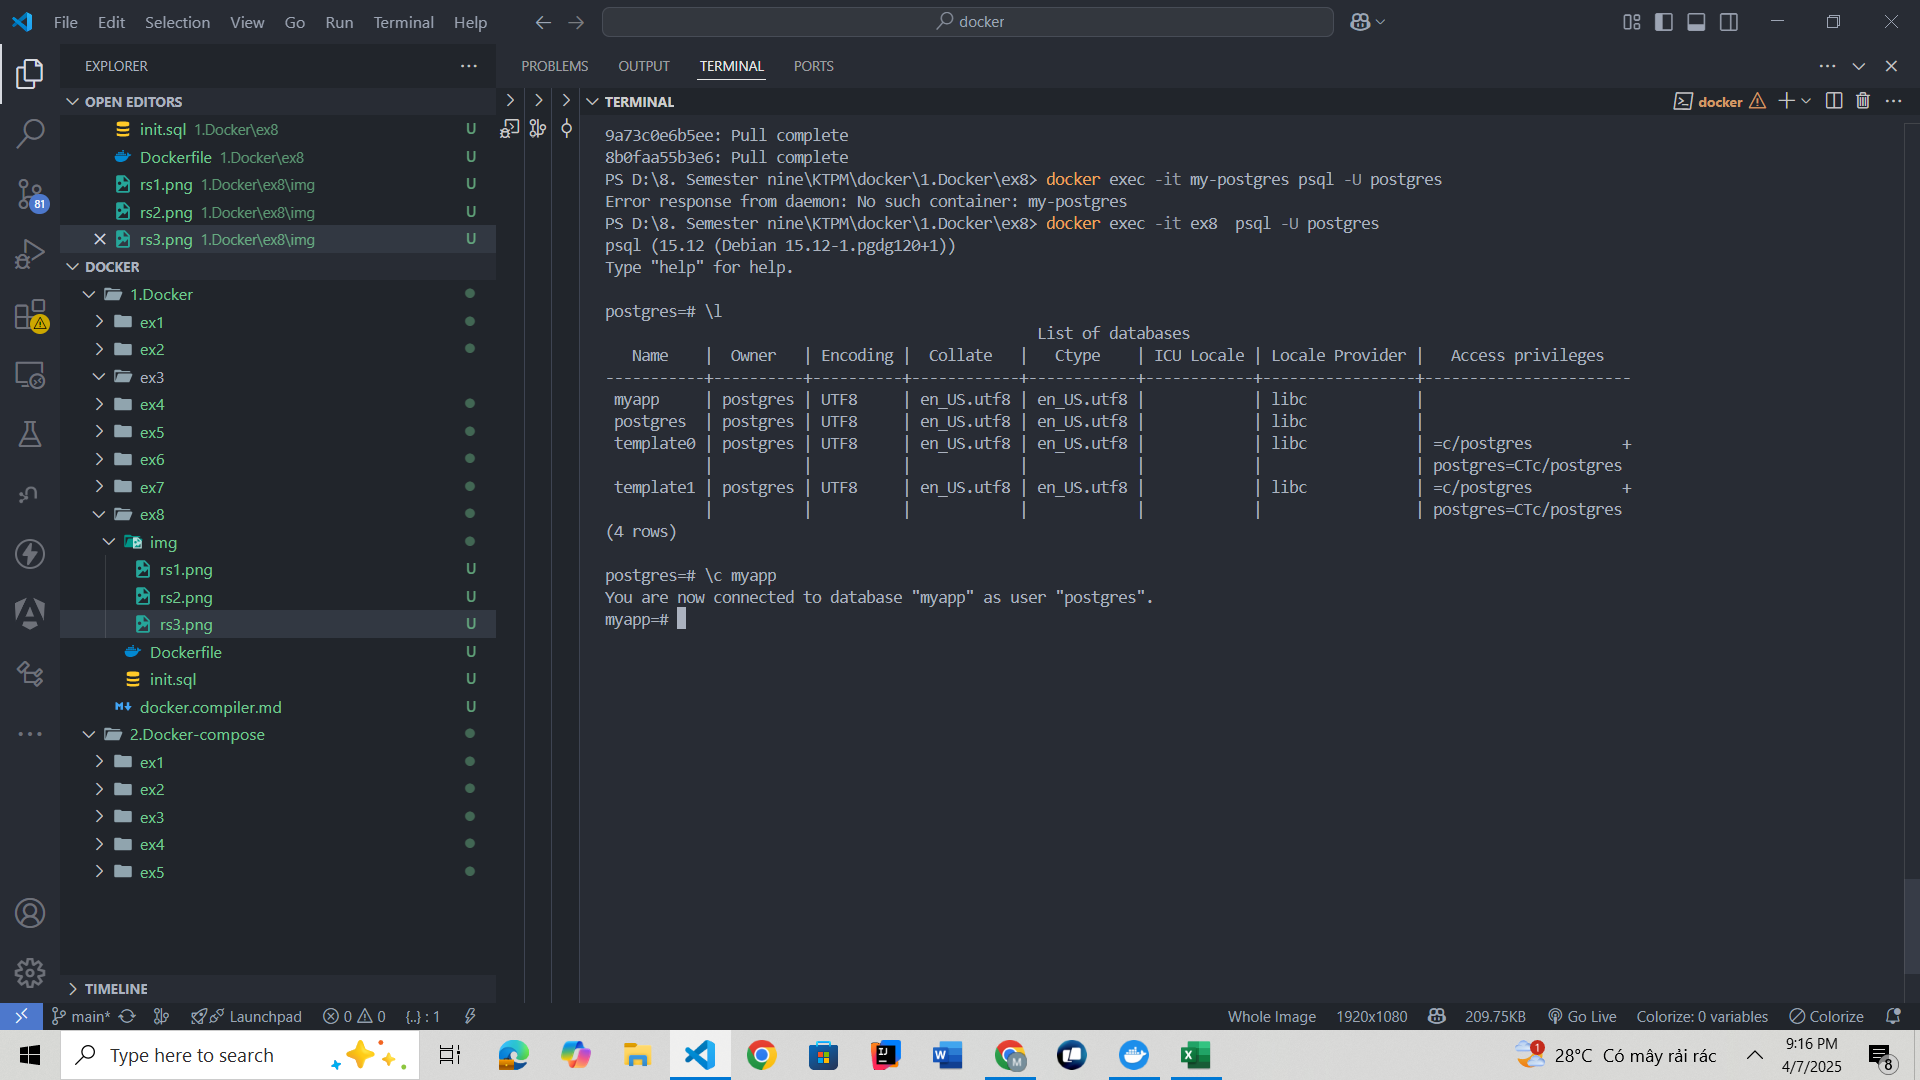 File Edit Selection View Go Run Terminal Help
docker
EXPLORER
OPEN EDITORS
init.sql 1.Docker\ex8 U
Dockerfile 1.Docker\ex8 U
rs1.png 1.Docker\ex8\img U
rs2.png 1.Docker\ex8\img U
rs3.png 1.Docker\ex8\img U
DOCKER
1.Docker
ex1
ex2
ex3
ex4
ex5
ex6
ex7
ex8
img
rs1.png U
rs2.png U
rs3.png U
Dockerfile U
init.sql U
docker.compiler.md U
2.Docker-compose
ex1
ex2
ex3
ex4
ex5
TIMELINE
81
PROBLEMS OUTPUT TERMINAL PORTS
TERMINAL
docker
9a73c0e6b5ee: Pull complete
8b0faa55b3e6: Pull complete
PS D:\8. Semester nine\KTPM\docker\1.Docker\ex8> docker exec -it my-postgres psql -U postgres
Error response from daemon: No such container: my-postgres
PS D:\8. Semester nine\KTPM\docker\1.Docker\ex8> docker exec -it ex8  psql -U postgres
psql (15.12 (Debian 15.12-1.pgdg120+1))
Type "help" for help.
postgres=# \l
List of databases
Name | Owner | Encoding | Collate | Ctype | ICU Locale | Locale Provider | Access privileges
-----------+----------+----------+------------+------------+------------+-----------------+-----------------------
myapp | postgres | UTF8 | en_US.utf8 | en_US.utf8 | | libc |
postgres | postgres | UTF8 | en_US.utf8 | en_US.utf8 | | libc |
template0 | postgres | UTF8 | en_US.utf8 | en_US.utf8 | | libc | =c/postgres +
| | | | | | | postgres=CTc/postgres
template1 | postgres | UTF8 | en_US.utf8 | en_US.utf8 | | libc | =c/postgres +
| | | | | | | postgres=CTc/postgres
(4 rows)
postgres=# \c myapp
You are now connected to database "myapp" as user "postgres".
myapp=#
main* Launchpad 0 0 {..} : 1 Whole Image 1920x1080 209.75KB Go Live Colorize: 0 variables Colorize
Type here to search
1 28°C Có mây rải rác
9:16 PM
4/7/2025
8